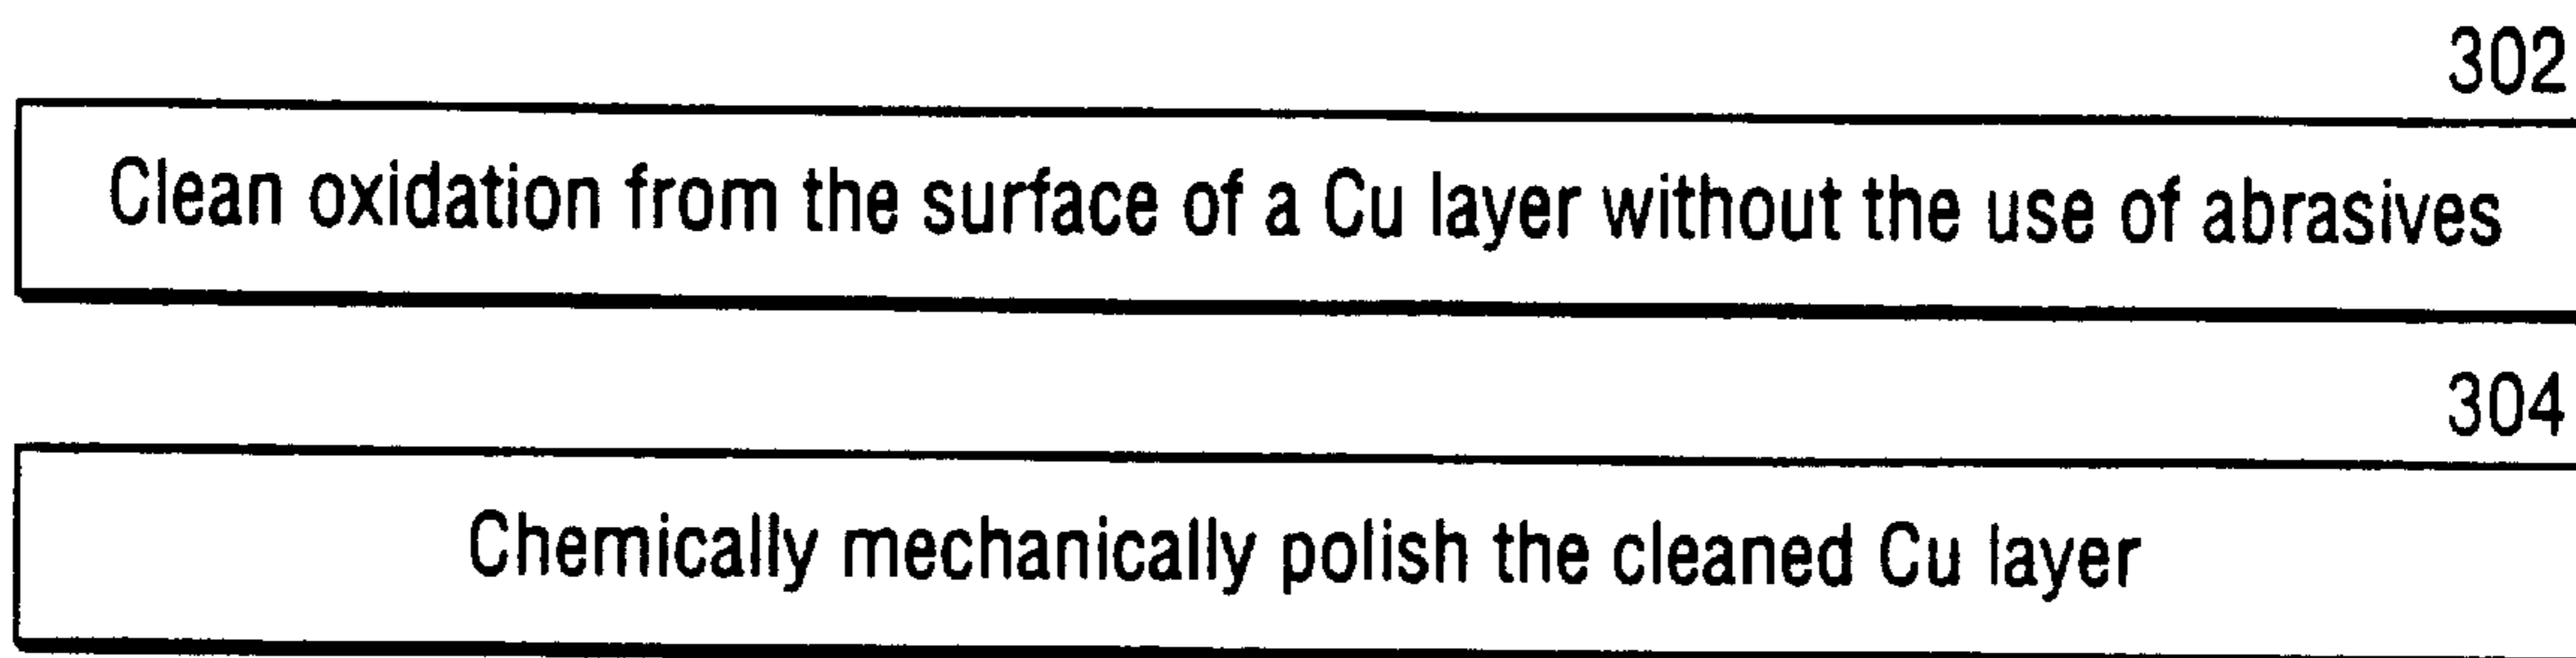 302
Clean oxidation from the surface of a Cu layer without the use of abrasives
304
Chemically mechanically polish the cleaned Cu layer